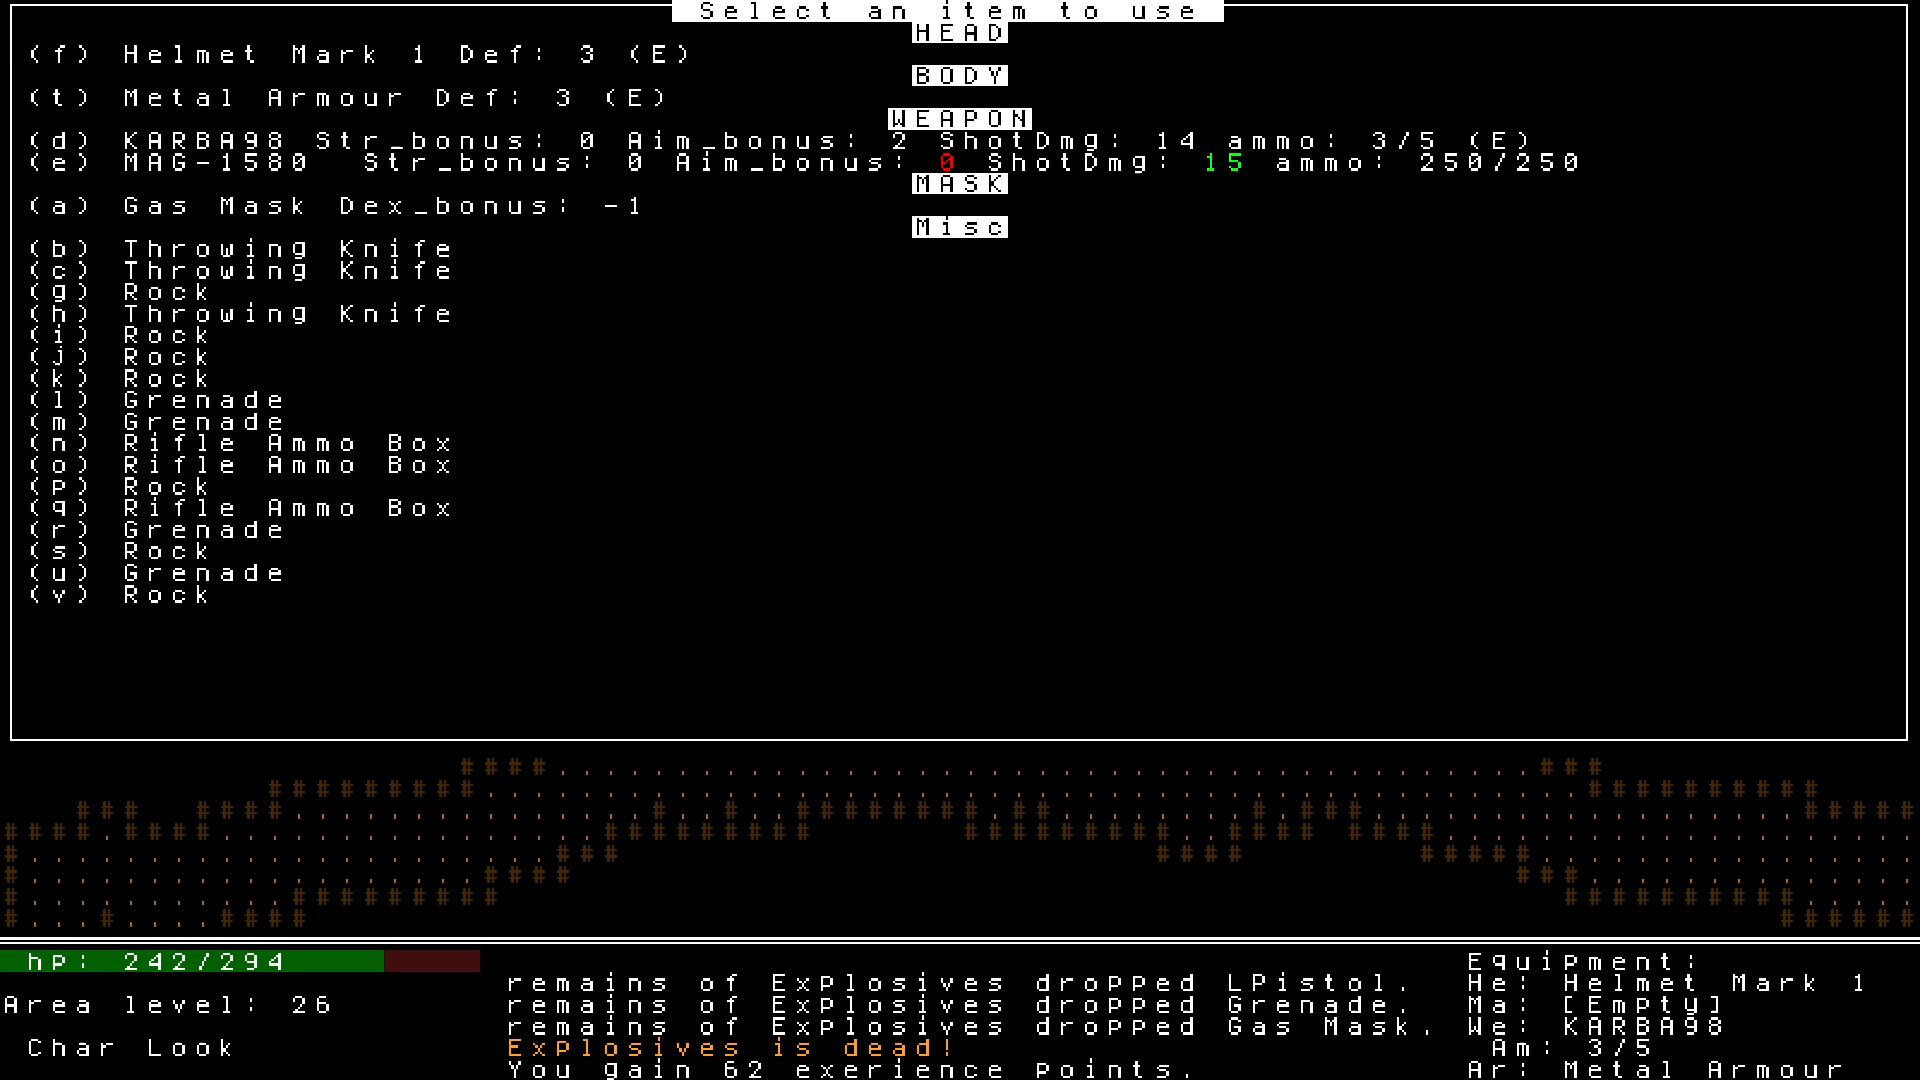 Select an item to use
HEAD
(f) Helmet Mark 1 Def: 3 (E)
BODY
(t) Metal Armour Def: 3 (E)
WEAPON
(d) KARBA98 Str_bonus: 0 Aim_bonus: 2 ShotDmg: 14 ammo: 3/5 (E)
(e) MAG-1580 Str_bonus: 0 Aim_bonus: 0 ShotDmg: 15 ammo: 250/250
MASK
(a) Gas Mask Dex_bonus: -1
Misc
(b) Throwing Knife
(c) Throwing Knife
(g) Rock
(h) Throwing Knife
(i) Rock
(j) Rock
(k) Rock
(l) Grenade
(m) Grenade
(n) Rifle Ammo Box
(o) Rifle Ammo Box
(p) Rock
(q) Rifle Ammo Box
(r) Grenade
(s) Rock
(u) Grenade
(v) Rock
hp: 242/294
Area level: 26
Char Look
remains of Explosives dropped LPistol.
remains of Explosives dropped Grenade.
remains of Explosives dropped Gas Mask.
Explosives is dead!
You gain 62 exerience points.
Equipment:
He: Helmet Mark 1
Ma: [Empty]
We: KARBA98
Am: 3/5
Ar: Metal Armour